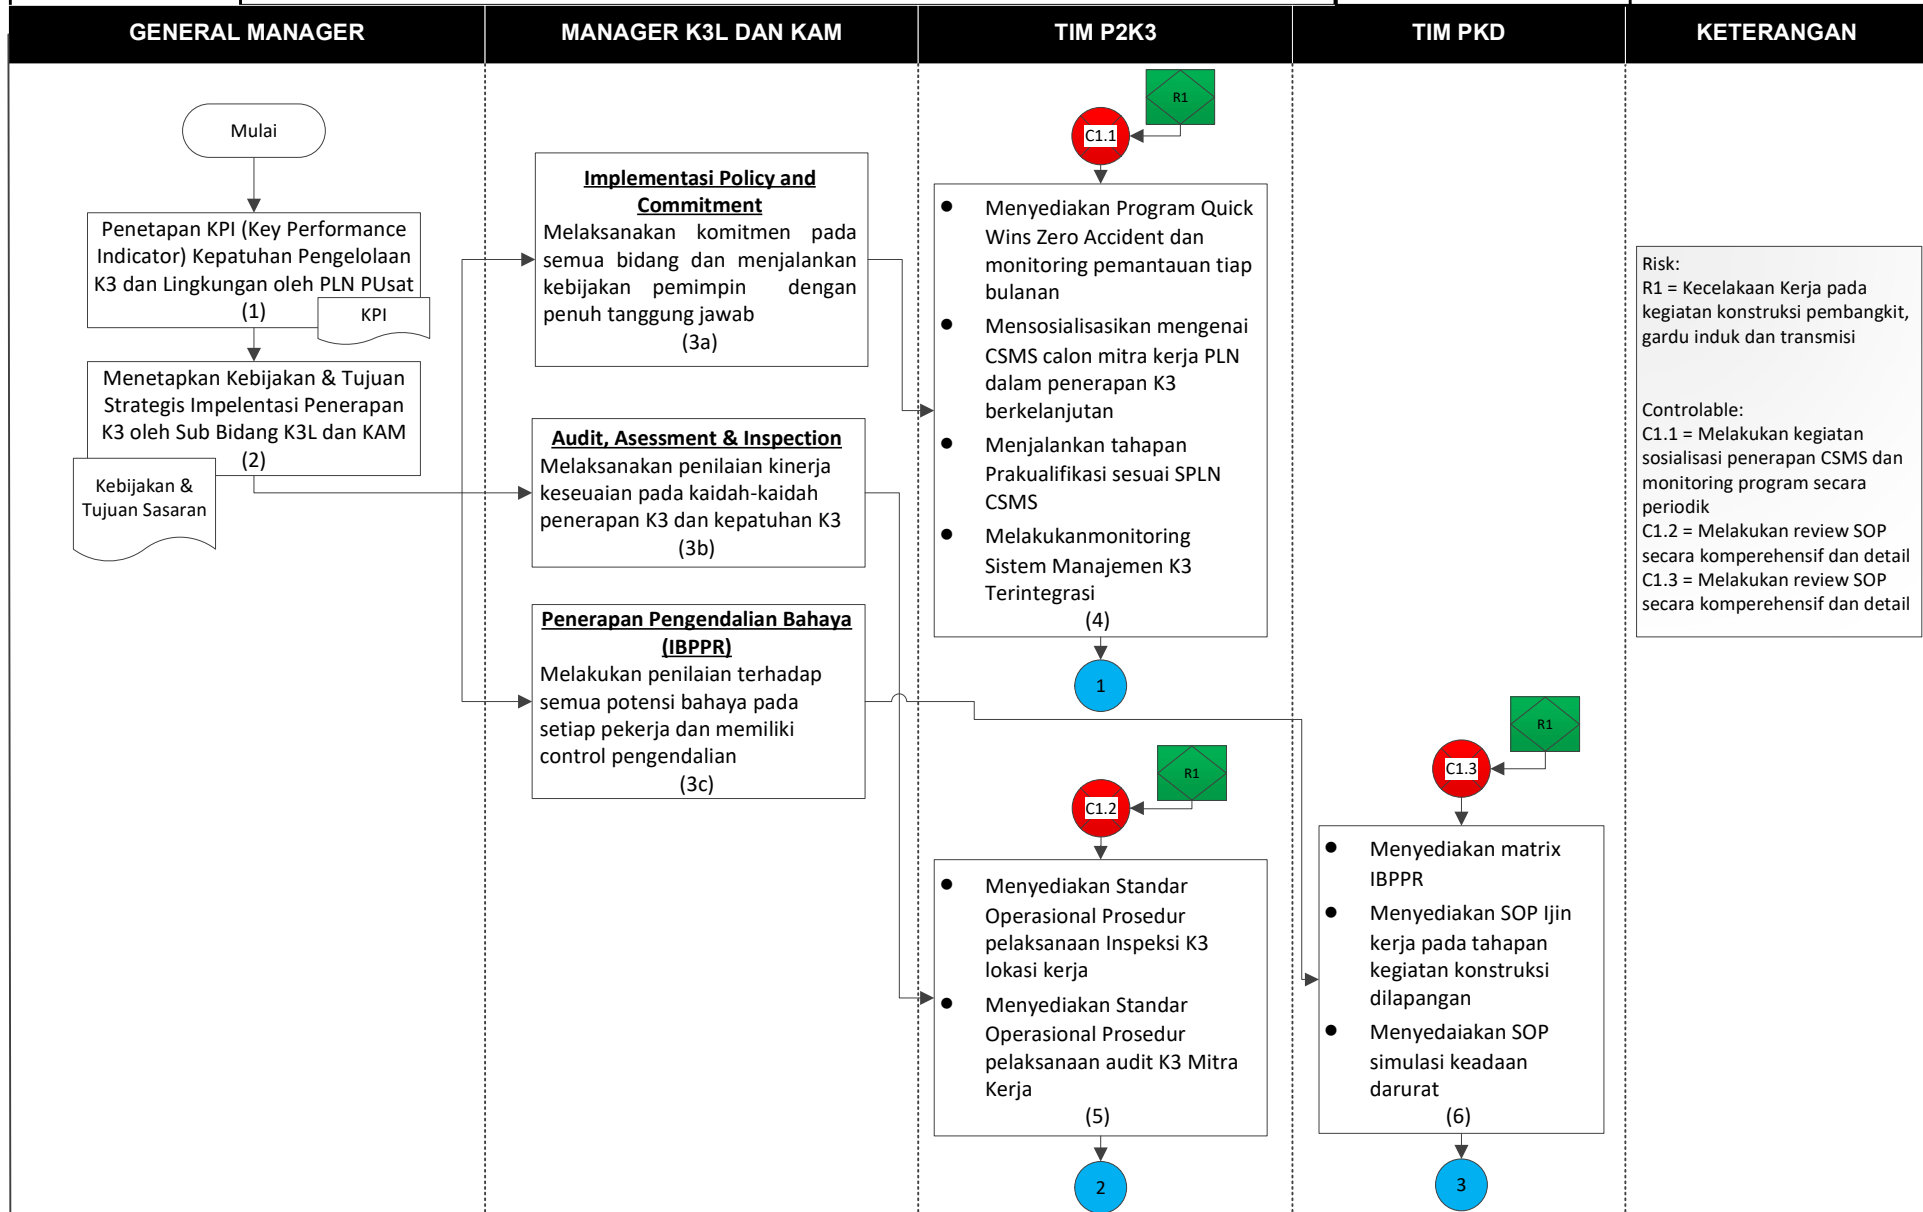 GENERAL MANAGER
MANAGER K3L DAN KAM
TIM P2K3
TIM PKD
KETERANGAN
Mulai
Penetapan KPI (Key Performance
Indicator) Kepatuhan Pengelolaan
K3 dan Lingkungan oleh PLN PUsat
(1)
KPI
Menetapkan Kebijakan & Tujuan
Strategis Impelentasi Penerapan
K3 oleh Sub Bidang K3L dan KAM
(2)
Kebijakan &
Tujuan Sasaran
Implementasi Policy and
Commitment
Melaksanakan komitmen pada
semua bidang dan menjalankan
kebijakan pemimpin dengan
penuh tanggung jawab
(3a)
Audit, Asessment & Inspection
Melaksanakan penilaian kinerja
keseuaian pada kaidah-kaidah
penerapan K3 dan kepatuhan K3
(3b)
Penerapan Pengendalian Bahaya
(IBPPR)
Melakukan penilaian terhadap
semua potensi bahaya pada
setiap pekerja dan memiliki
control pengendalian
(3c)
R1
C1.1
● Menyediakan Program Quick
Wins Zero Accident dan
monitoring pemantauan tiap
bulanan
● Mensosialisasikan mengenai
CSMS calon mitra kerja PLN
dalam penerapan K3
berkelanjutan
● Menjalankan tahapan
Prakualifikasi sesuai SPLN
CSMS
● Melakukanmonitoring
Sistem Manajemen K3
Terintegrasi
(4)
1
R1
C1.2
● Menyediakan Standar
Operasional Prosedur
pelaksanaan Inspeksi K3
lokasi kerja
● Menyediakan Standar
Operasional Prosedur
pelaksanaan audit K3 Mitra
Kerja
(5)
2
R1
C1.3
● Menyediakan matrix
IBPPR
● Menyediakan SOP Ijin
kerja pada tahapan
kegiatan konstruksi
dilapangan
● Menyedaiakan SOP
simulasi keadaan
darurat
(6)
3
Risk:
R1 = Kecelakaan Kerja pada
kegiatan konstruksi pembangkit,
gardu induk dan transmisi
Controlable:
C1.1 = Melakukan kegiatan
sosialisasi penerapan CSMS dan
monitoring program secara
periodik
C1.2 = Melakukan review SOP
secara komperehensif dan detail
C1.3 = Melakukan review SOP
secara komperehensif dan detail